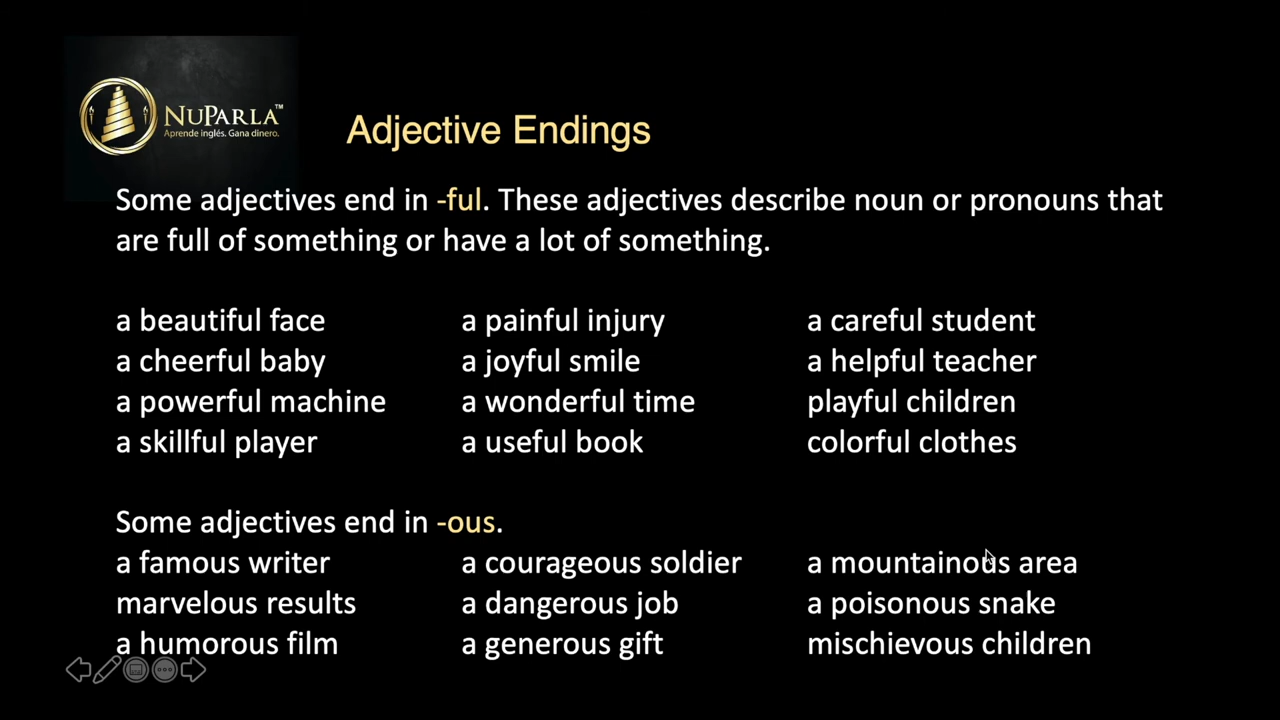 NUPARLA™
Aprende inglés. Gana dinero.
Adjective Endings
Some adjectives end in -ful. These adjectives describe noun or pronouns that
are full of something or have a lot of something.
a beautiful face a painful injury a careful student
a cheerful baby a joyful smile a helpful teacher
a powerful machine a wonderful time playful children
a skillful player a useful book colorful clothes
Some adjectives end in -ous.
a famous writer a courageous soldier a mountainous area
marvelous results a dangerous job a poisonous snake
a humorous film a generous gift mischievous children